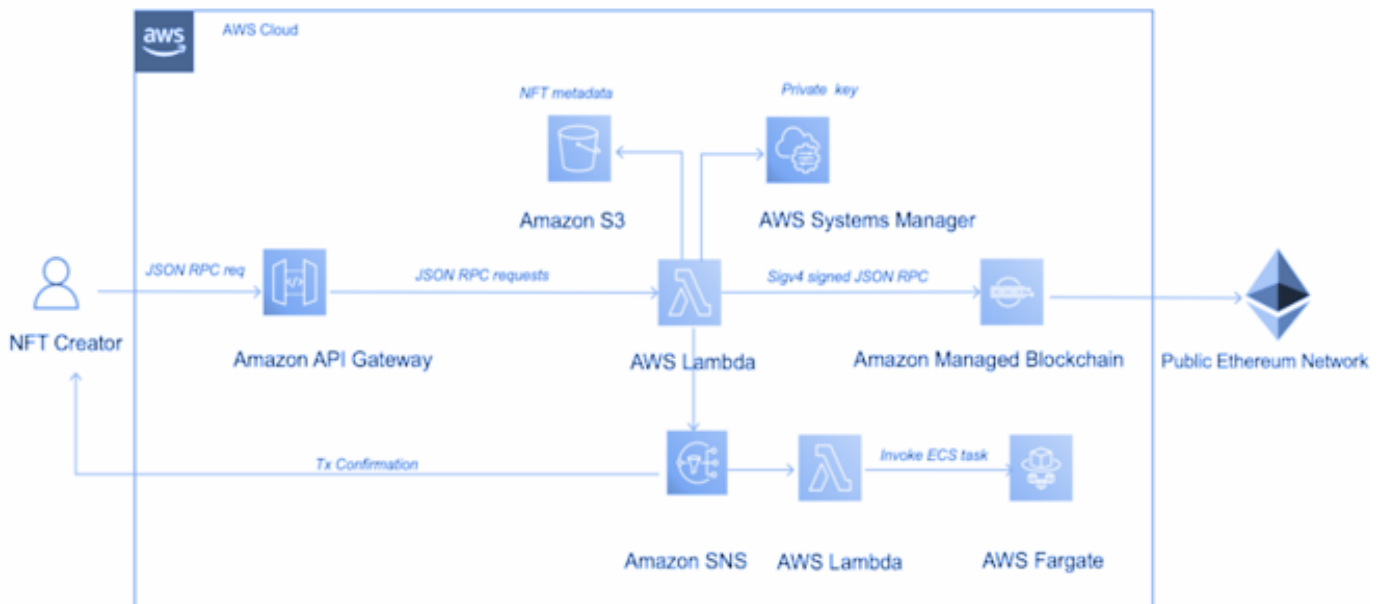 aws
AWS Cloud
NFT metadata
Private key
Amazon S3
AWS Systems Manager
JSON RPC req
JSON RPC requests
Sigv4 signed JSON RPC
NFT Creator
Amazon API Gateway
AWS Lambda
Amazon Managed Blockchain
Public Ethereum Network
Tx Confirmation
Invoke ECS task
Amazon SNS
AWS Lambda
AWS Fargate